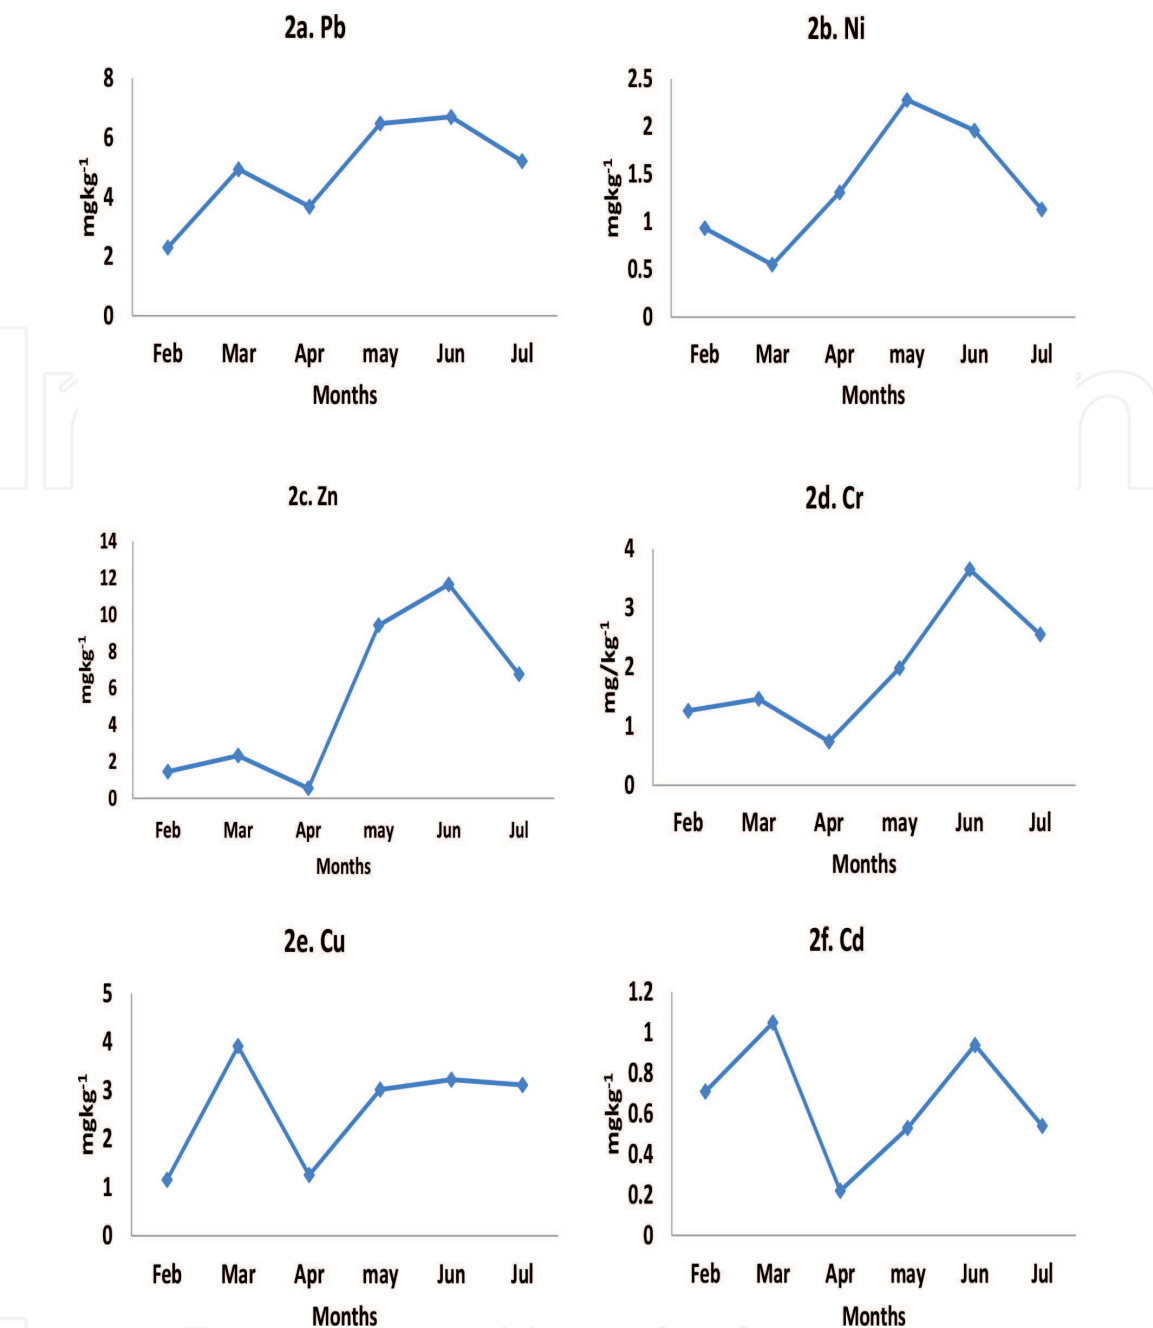 2a. Pb
8
6
4
2
0
mgkg-1
Feb Mar Apr may Jun Jul
Months
2b. Ni
2.5
2
1.5
1
0.5
0
mgkg-1
Feb Mar Apr may Jun Jul
Months
2c. Zn
14
12
10
8
6
4
2
0
mgkg-1
Feb Mar Apr may Jun Jul
Months
2d. Cr
4
3
2
1
0
mg/kg-1
Feb Mar Apr may Jun Jul
Months
2e. Cu
5
4
3
2
1
0
mgkg-1
Feb Mar Apr may Jun Jul
Months
2f. Cd
1.2
1
0.8
0.6
0.4
0.2
0
mgkg-1
Feb Mar Apr may Jun Jul
Months